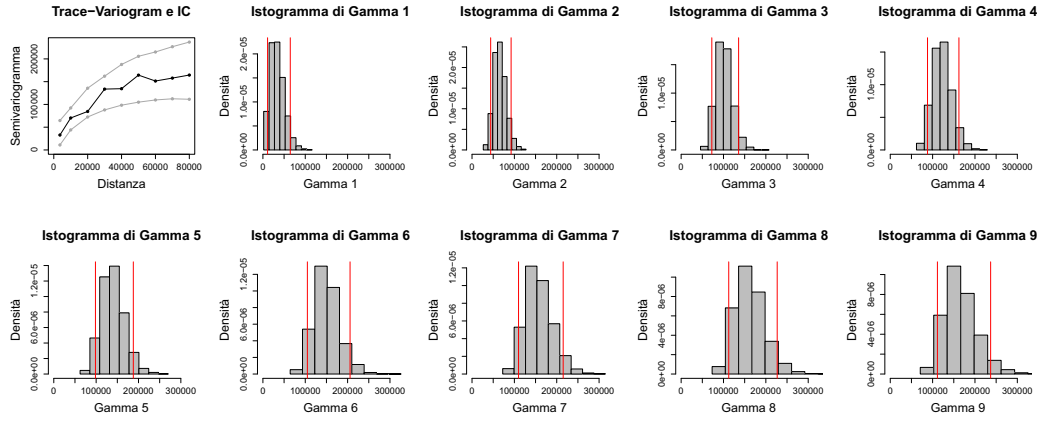 Trace−Variogram e IC
Semivariogramma
0 100000 200000
0 20000 40000 60000 80000
Distanza
Istogramma di Gamma 1
Densità
0.0e+00 1.0e−05 2.0e−05
0 100000 300000
Gamma 1
Istogramma di Gamma 2
Densità
0.0e+00 1.0e−05 2.0e−05
0 100000 300000
Gamma 2
Istogramma di Gamma 3
Densità
0.0e+00 1.0e−05
0 100000 300000
Gamma 3
Istogramma di Gamma 4
Densità
0.0e+00 1.0e−05
0 100000 300000
Gamma 4
Istogramma di Gamma 5
Densità
0.0e+00 6.0e−06 1.2e−05
0 100000 200000 300000
Gamma 5
Istogramma di Gamma 6
Densità
0.0e+00 6.0e−06 1.2e−05
0 100000 200000 300000
Gamma 6
Istogramma di Gamma 7
Densità
0.0e+00 6.0e−06 1.2e−05
0 100000 200000 300000
Gamma 7
Istogramma di Gamma 8
Densità
0e+00 4e−06 8e−06
0 100000 200000 300000
Gamma 8
Istogramma di Gamma 9
Densità
0e+00 4e−06 8e−06
0 100000 200000 300000
Gamma 9